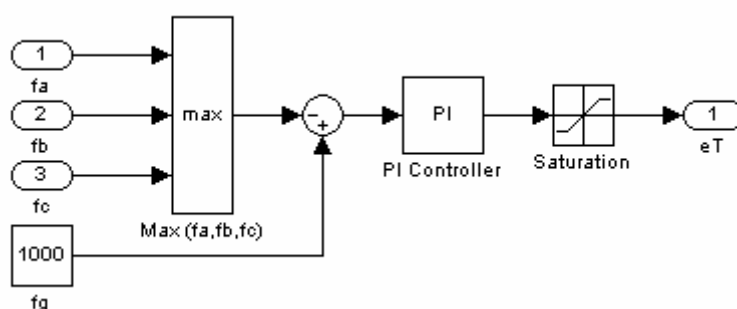 1
fa
2
fb
3
fc
1000
fg
max
Max (fa,fb,fc)
-
+
PI
PI Controller
Saturation
1
eT